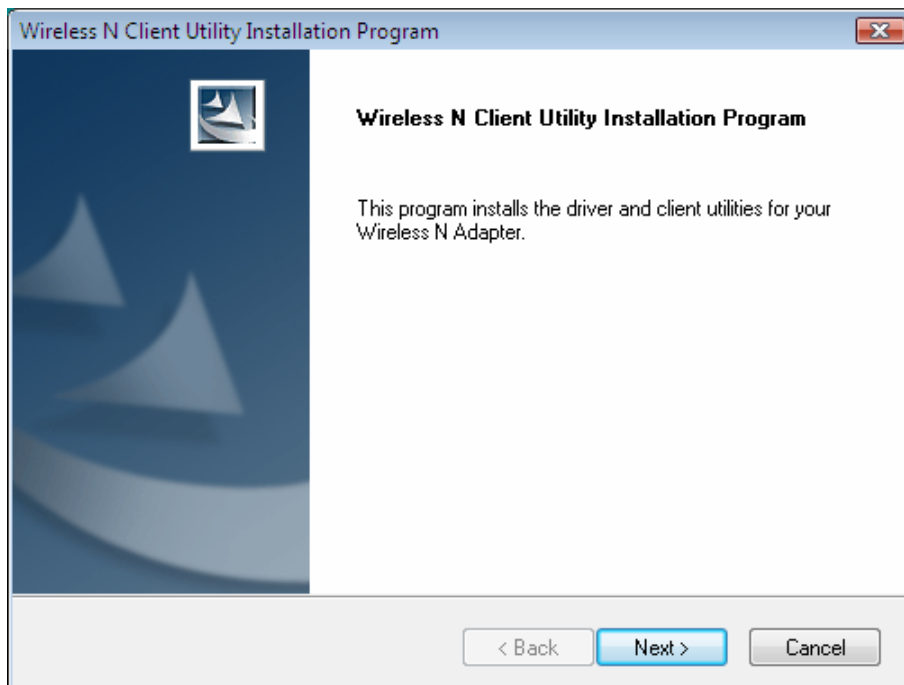 Wireless N Client Utility Installation Program
Wireless N Client Utility Installation Program
This program installs the driver and client utilities for your
Wireless N Adapter.
< Back Next > Cancel